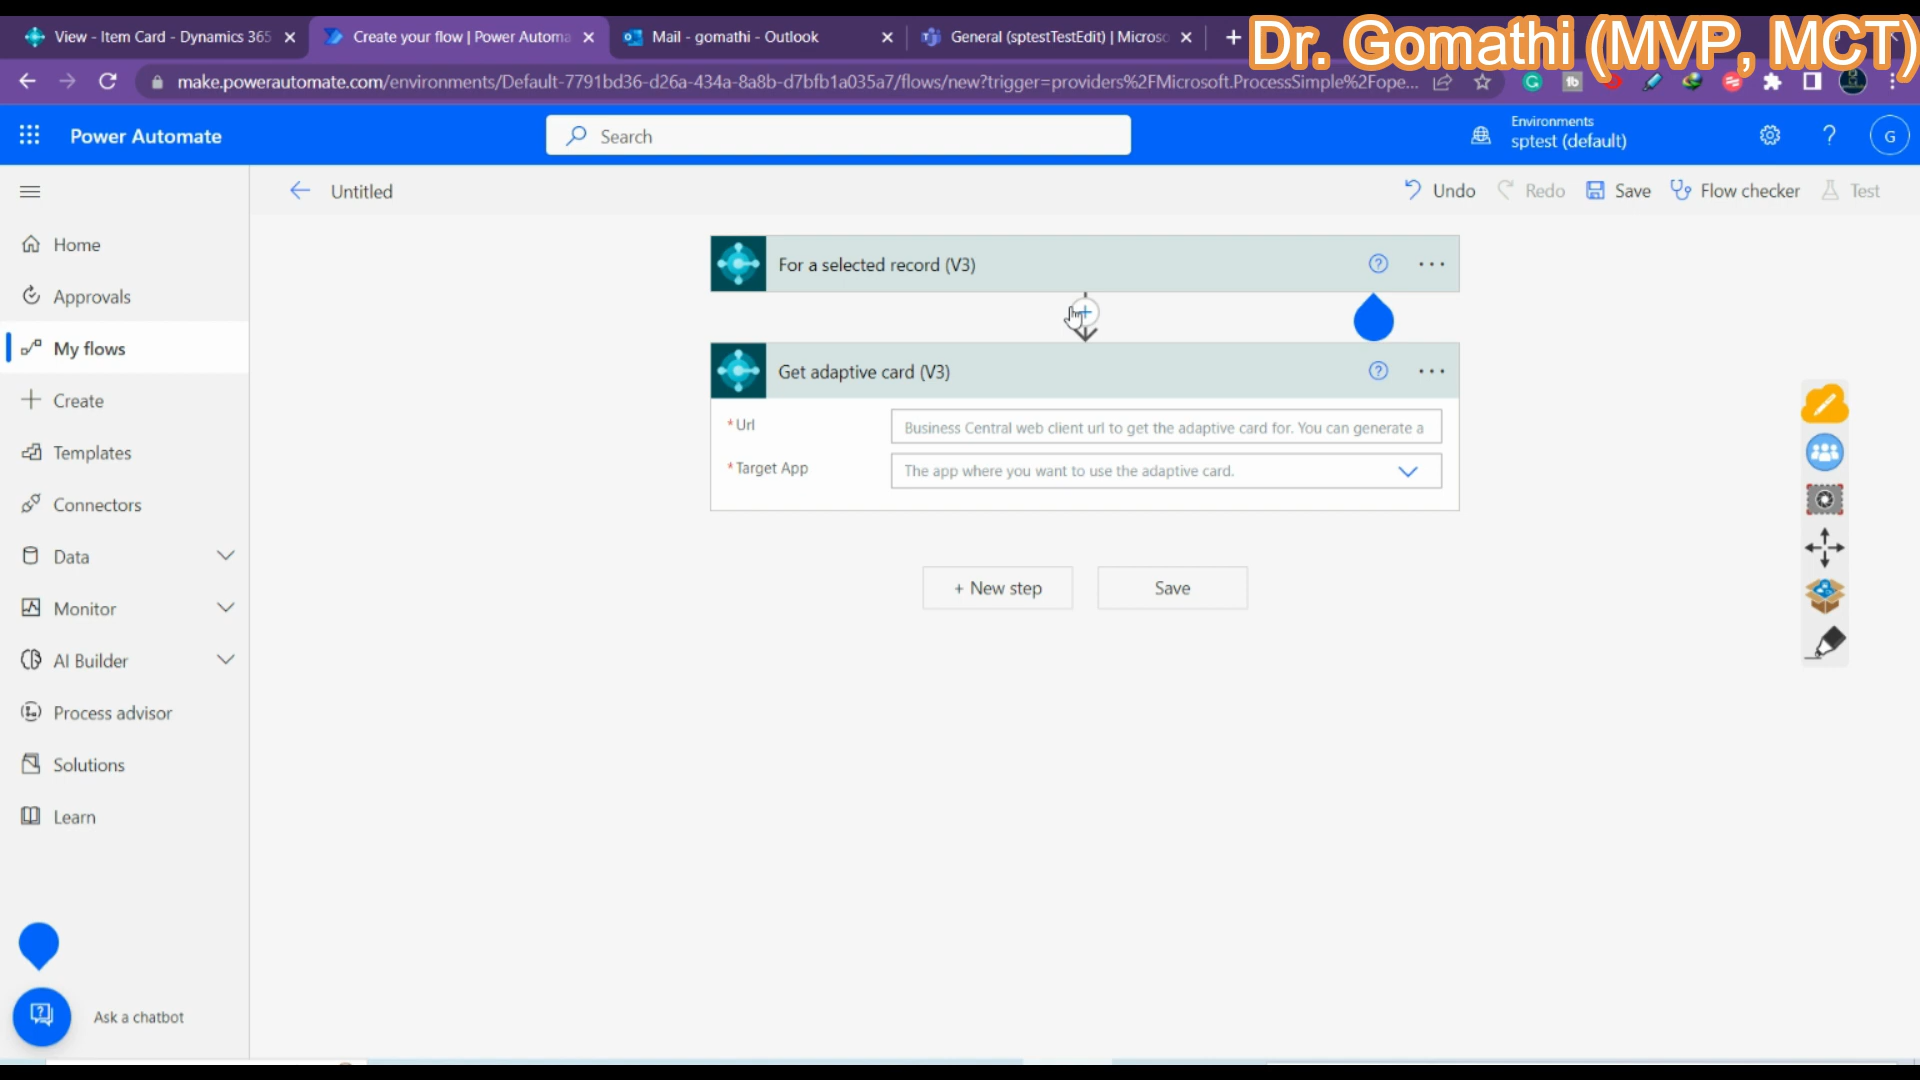 View - Item Card - Dynamics 365
Create your flow | Power Automa
Mail - gomathi - Outlook
General (sptestTestEdit) | Microso
Dr. Gomathi (MVP, MCT)
make.powerautomate.com/environments/Default-7791bd36-d26a-434a-8a8b-d7bfb1a035a7/flows/new?trigger=providers%2FMicrosoft.ProcessSimple%2Fope...
Power Automate
Search
Environments
sptest (default)
G
Untitled
Undo
Redo
Save
Flow checker
Test
Home
Approvals
My flows
Create
Templates
Connectors
Data
Monitor
AI Builder
Process advisor
Solutions
Learn
Ask a chatbot
For a selected record (V3)
Get adaptive card (V3)
* Url
Business Central web client url to get the adaptive card for. You can generate a
* Target App
The app where you want to use the adaptive card.
+ New step
Save